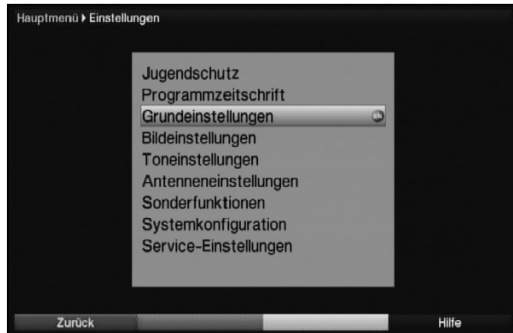 Hauptmenü ▸ Einstellungen
Jugendschutz
Programmzeitschrift
Grundeinstellungen
Bildeinstellungen
Toneinstellungen
Antenneneinstellungen
Sonderfunktionen
Systemkonfiguration
Service-Einstellungen
Zurück Hilfe